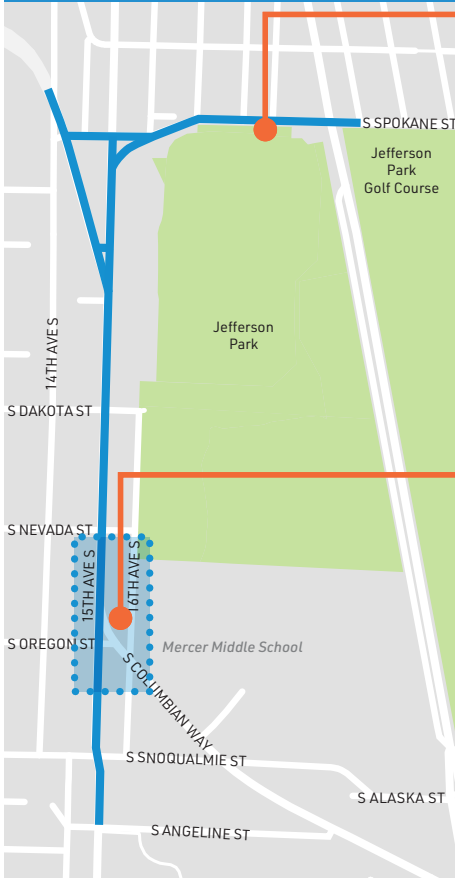 S SPOKANE ST
Jefferson
Park
Golf Course
Jefferson
Park
14TH AVE S
S DAKOTA ST
S NEVADA ST
15TH AVE S
16TH AVE S
S OREGON ST
Mercer Middle School
S COLUMBIAN WAY
S SNOQUALMIE ST
S ALASKA ST
S ANGELINE ST